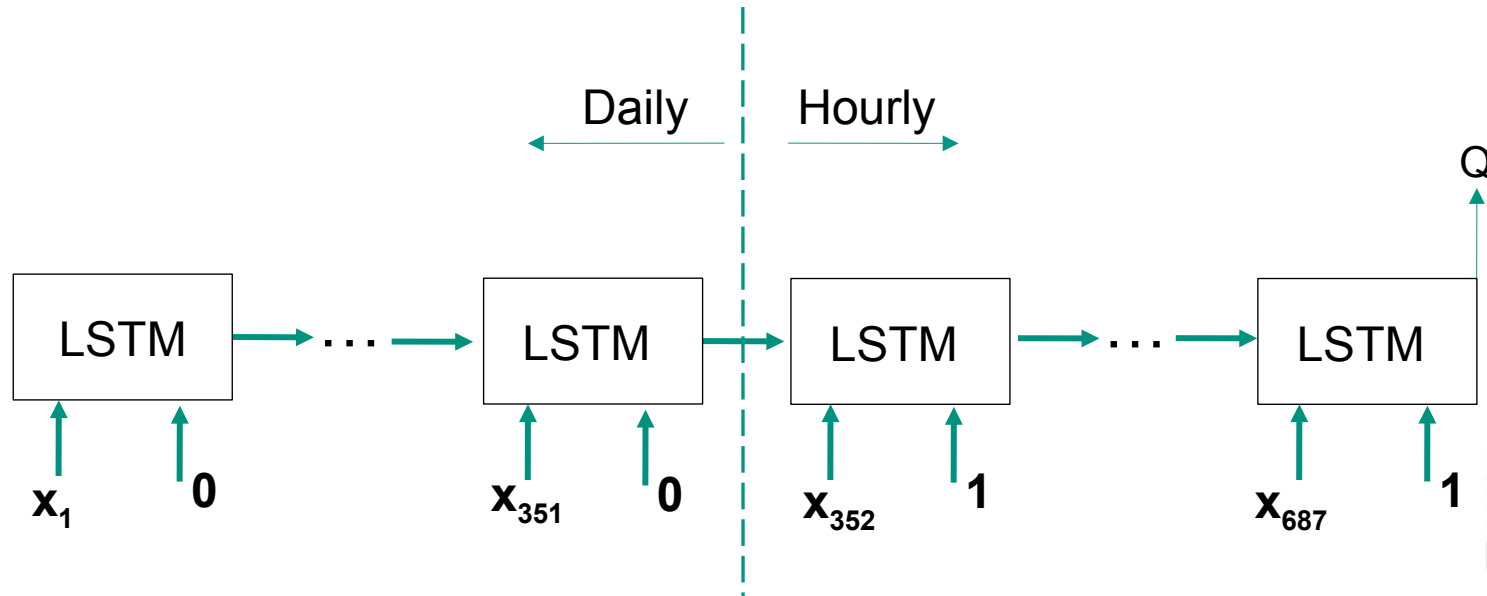 Daily Hourly
Q
LSTM ... LSTM LSTM ... LSTM
x₁ 0 x₃₅₁ 0 x₃₅₂ 1 x₆₈₇ 1